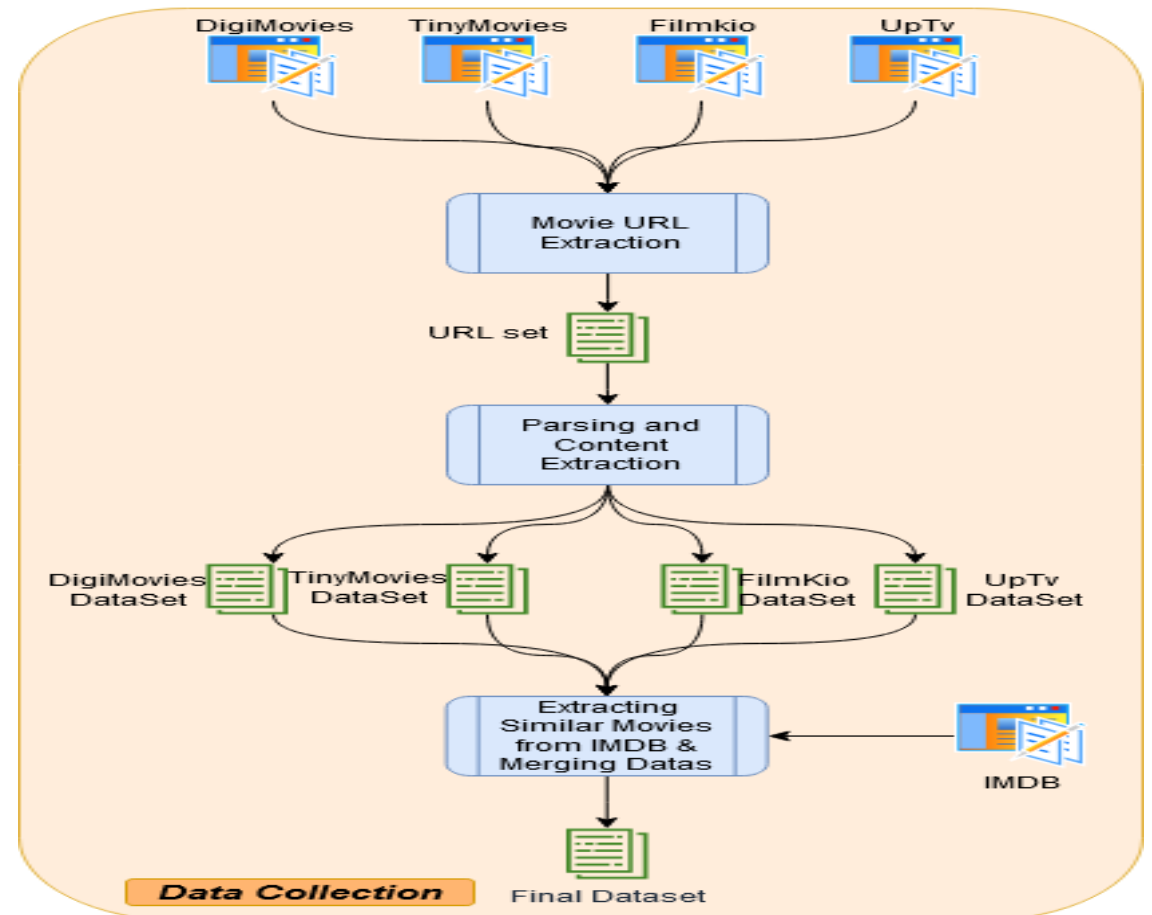 DigiMovies
TinyMovies
Filmkio
UpTv
Movie URL
Extraction
URL set
Parsing and
Content
Extraction
DigiMovies
DataSet
TinyMovies
DataSet
FilmKio
DataSet
UpTv
DataSet
Extracting
Similar Movies
from IMDB &
Merging Datas
IMDB
Data Collection
Final Dataset